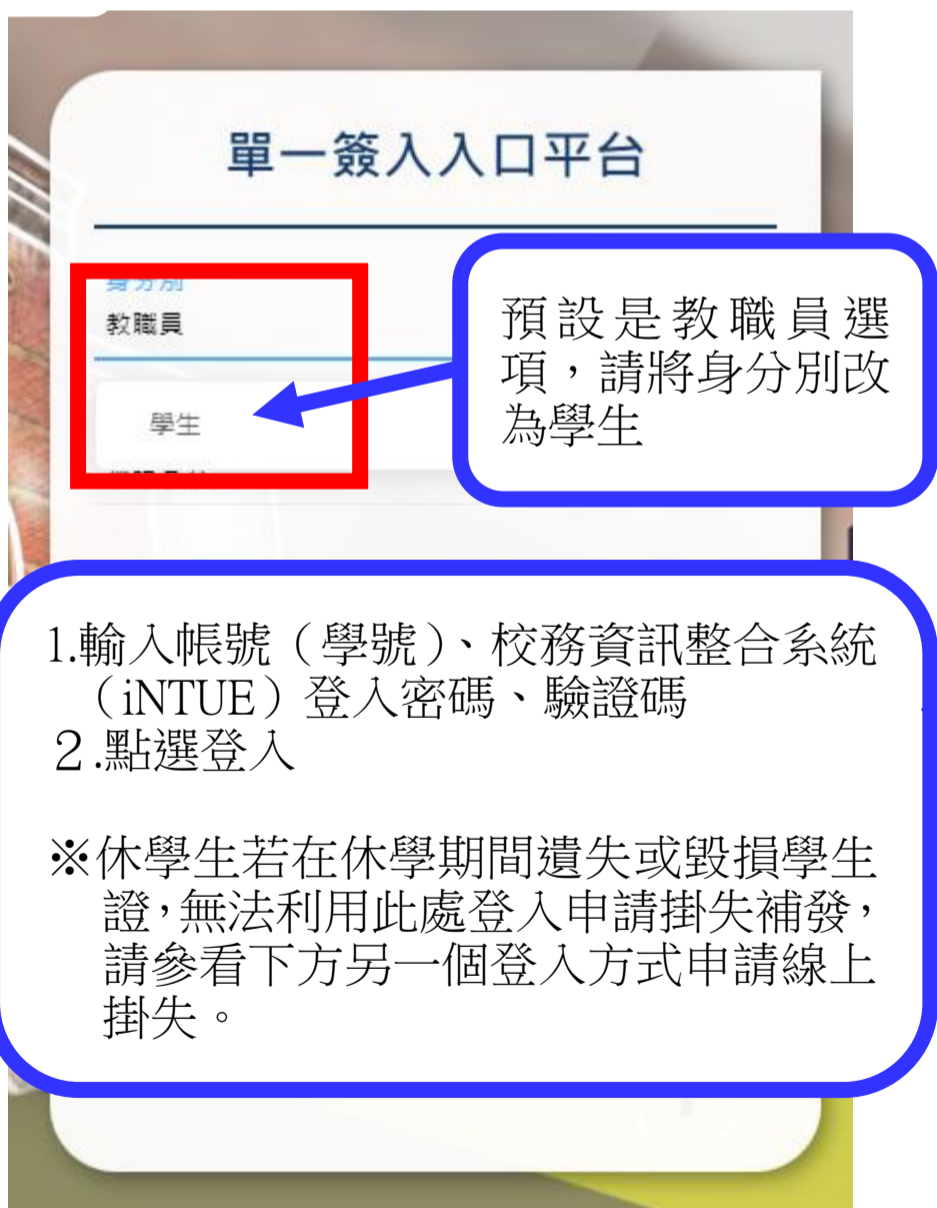 單一簽入入口平台
身分別
教職員
預設是教職員選
項，請將身分別改
為學生
學生
1.輸入帳號（學號）、校務資訊整合系統
（iNTUE）登入密碼、驗證碼
２.點選登入
※休學生若在休學期間遺失或毀損學生
證，無法利用此處登入申請掛失補發，
請參看下方另一個登入方式申請線上
掛失。